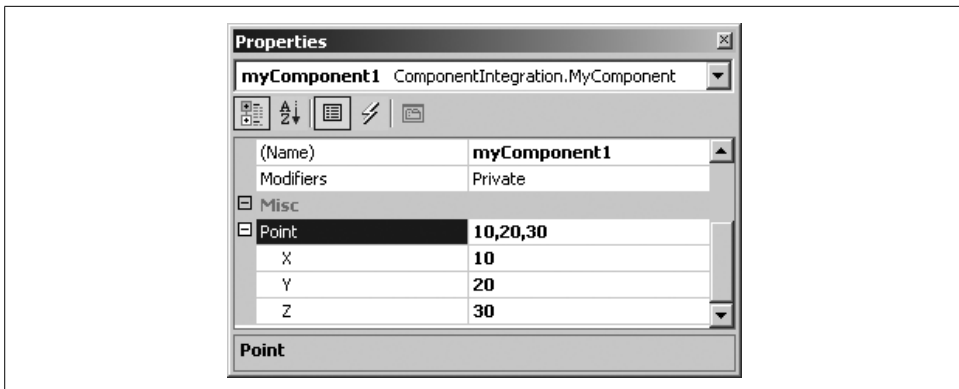 Properties
myComponent1 ComponentIntegration.MyComponent
(Name) myComponent1
Modifiers Private
Misc
Point 10,20,30
X 10
Y 20
Z 30
Point